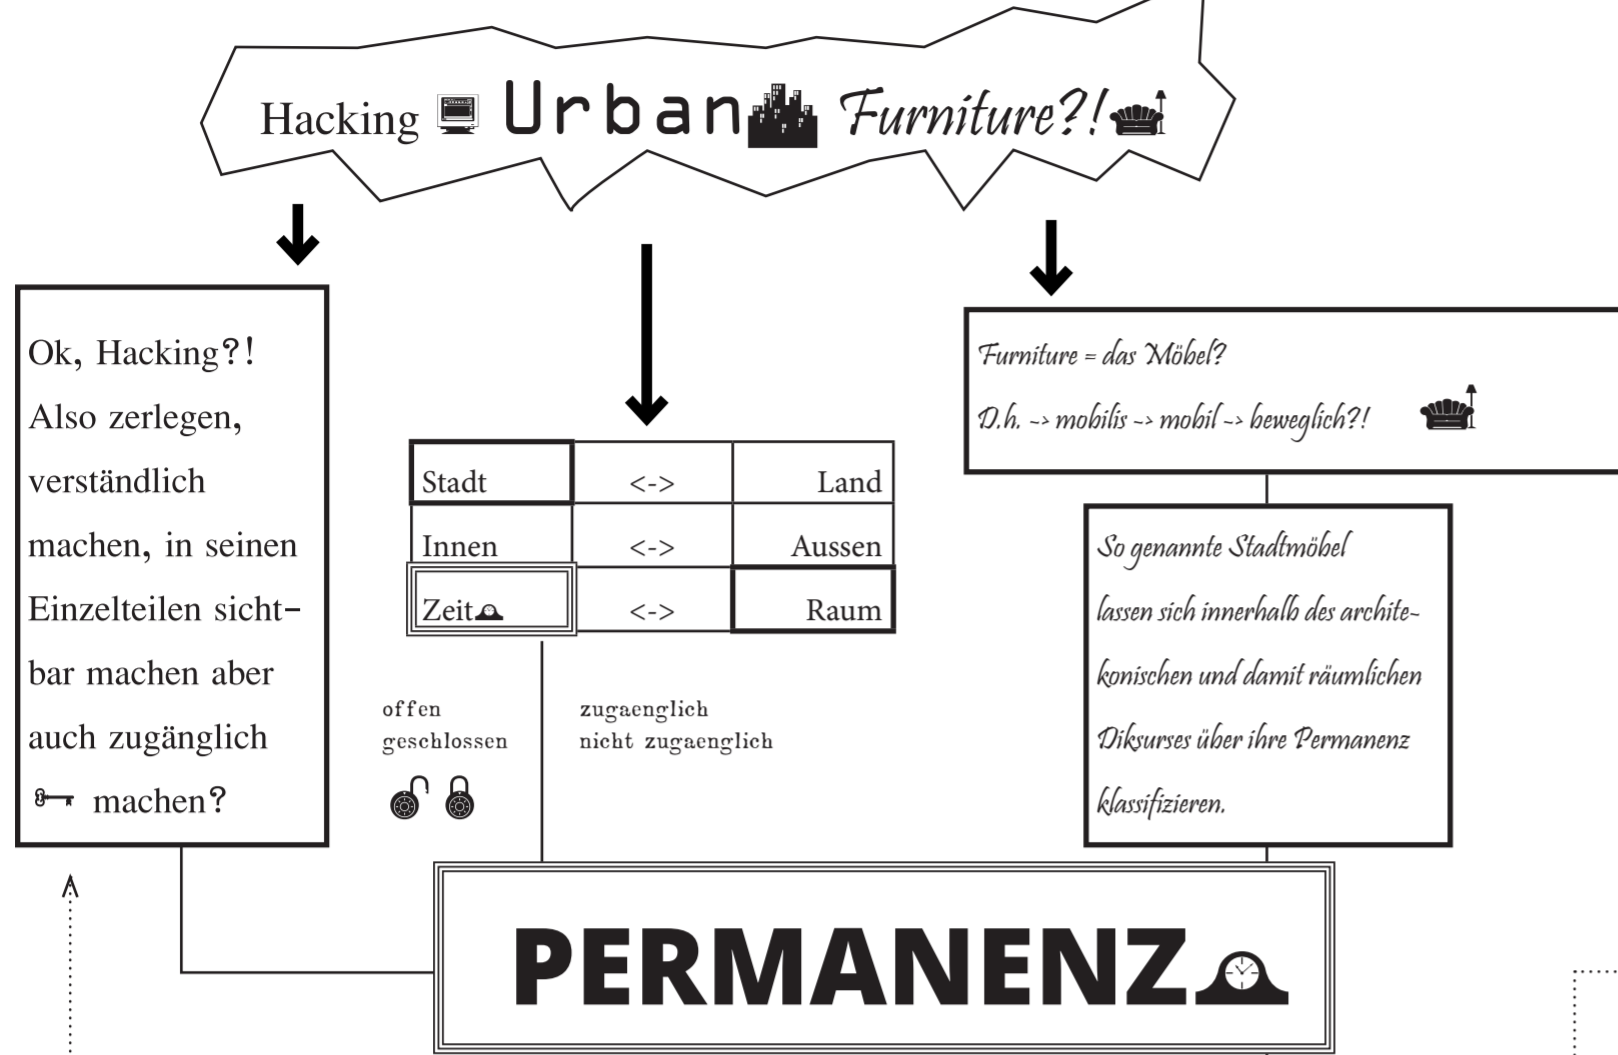 Hacking Urban Furniture?!
Ok, Hacking?!
Also zerlegen,
verständlich
machen, in seinen
Einzelteilen sicht-
bar machen aber
auch zugänglich
machen?
Stadt <-> Land
Innen <-> Aussen
Zeit <-> Raum
offen
geschlossen
zugaenglich
nicht zugaenglich
Furniture = das Möbel?
D.h. -> mobilis -> mobil -> beweglich?!
So genannte Stadtmöbel
lassen sich innerhalb des archite-
konischen und damit räumlichen
Diksurses über ihre Permanenz
klassifizieren.
PERMANENZ